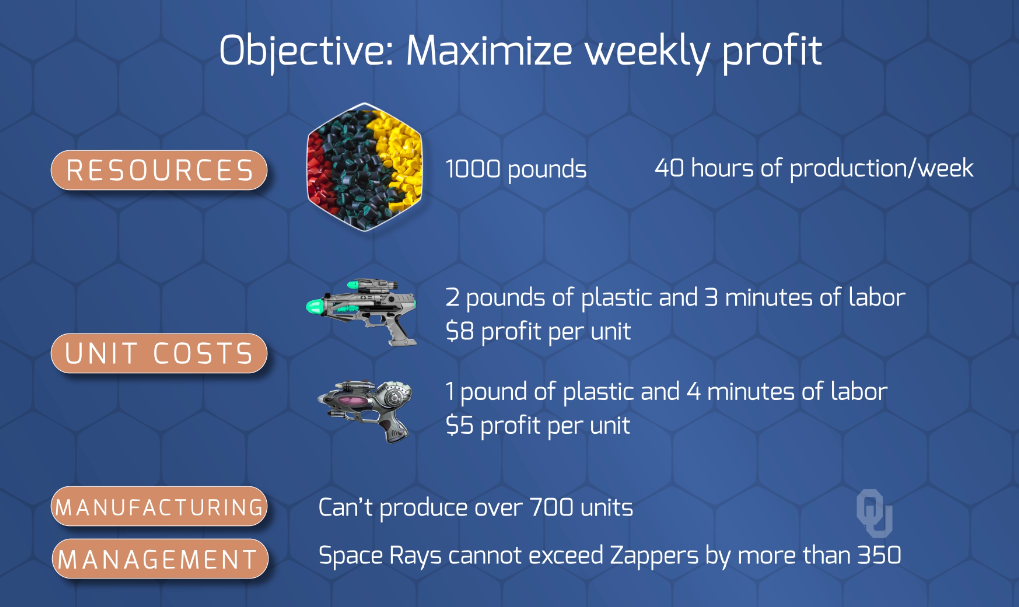 Objective: Maximize weekly profit
RESOURCES
1000 pounds
40 hours of production/week
UNIT COSTS
2 pounds of plastic and 3 minutes of labor
$8 profit per unit
1 pound of plastic and 4 minutes of labor
$5 profit per unit
MANUFACTURING
Can't produce over 700 units
OU
MANAGEMENT
Space Rays cannot exceed Zappers by more than 350